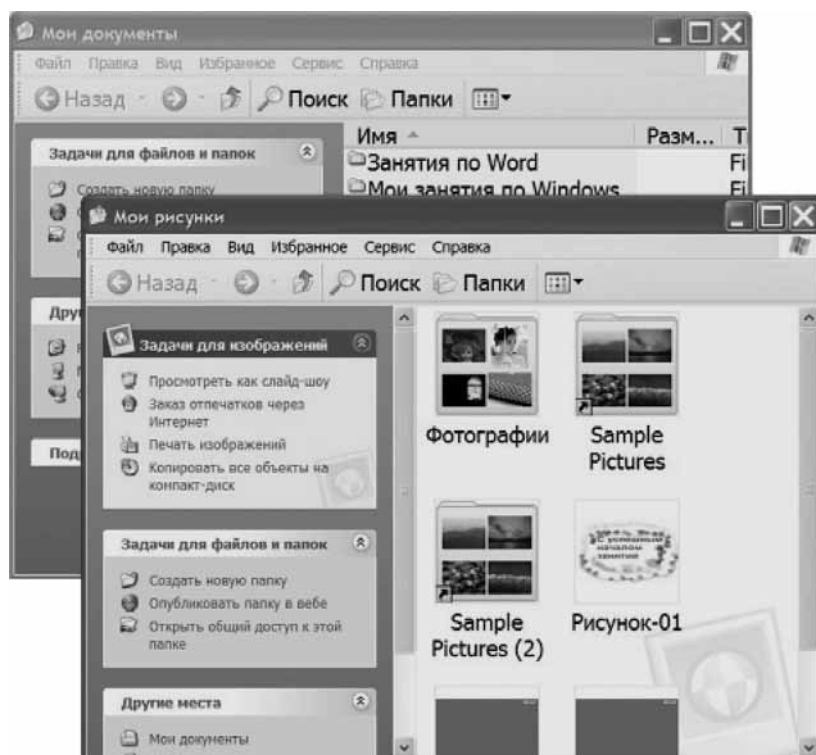 Мои документы
Файл Правка Вид Избранное Сервис Справка
Назад Поиск Папки
Имя Разм...
Задачи для файлов и папок
Занятия по Word
Мои занятия по Windows
Создать новую папку
Мои рисунки
Файл Правка Вид Избранное Сервис Справка
Назад Поиск Папки
Задачи для изображений
Просмотреть как слайд-шоу
Заказ отпечатков через
Интернет
Печать изображений
Копировать все объекты на
компакт-диск
Фотографии
Sample
Pictures
Задачи для файлов и папок
Создать новую папку
Опубликовать папку в вебе
Открыть общий доступ к этой
папке
С успешным
началом
занятий
Sample
Pictures (2)
Рисунок-01
Другие места
Мои документы